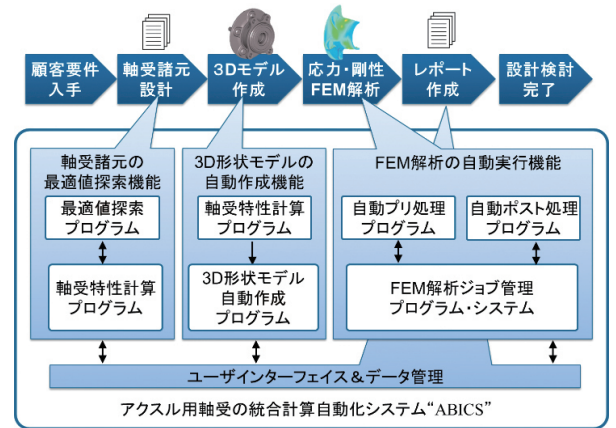 顧客要件
入手
軸受諸元
設計
3Dモデル
作成
応力・剛性
FEM解析
レポート
作成
設計検討
完了
軸受諸元の
最適値探索機能
最適値探索
プログラム
軸受特性計算
プログラム
3D形状モデルの
自動作成機能
軸受特性計算
プログラム
3D形状モデル
自動作成
プログラム
FEM解析の自動実行機能
自動プリ処理
プログラム
自動ポスト処理
プログラム
FEM解析ジョブ管理
プログラム・システム
ユーザインターフェイス&データ管理
アクスル用軸受の統合計算自動化システム“ABICS”